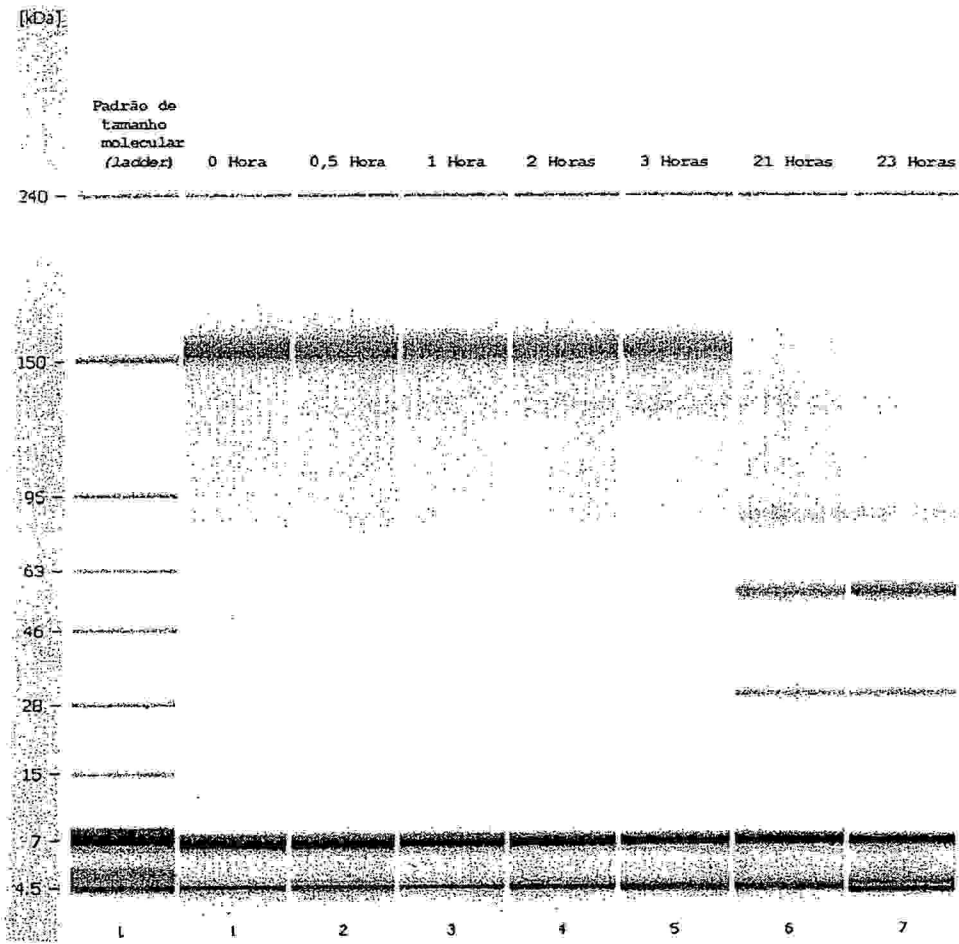 [kDa]
Padrão de
tamanho
molecular
(ladder)
0 Hora
0,5 Hora
1 Hora
2 Horas
3 Horas
21 Horas
23 Horas
240
150
95
63
46
28
15
7
4.5
L
1
2
3
4
5
6
7